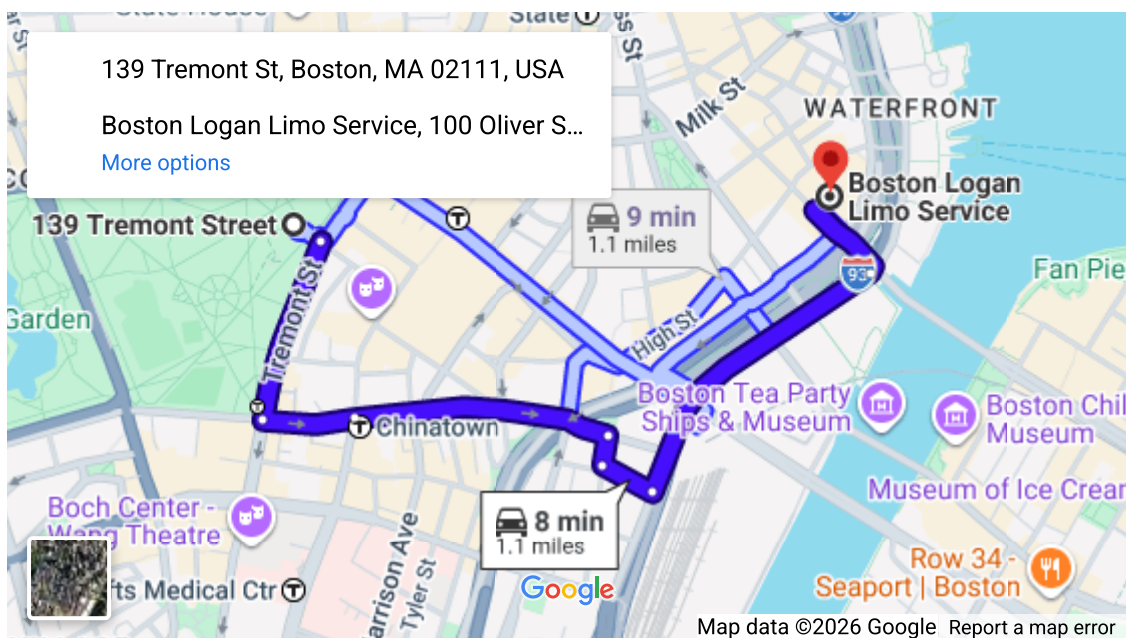 State
139 Tremont St, Boston, MA 02111, USA
Boston Logan Limo Service, 100 Oliver S…
More options
Milk St
WATERFRONT
Boston Logan
Limo Service
139 Tremont Street
T
9 min
1.1 miles
93
Fan Pie
Garden
Tremont St
High St
Boston Tea Party
Ships & Museum
Boston Chil
Museum
T
Chinatown
Museum of Ice Crear
8 min
1.1 miles
Boch Center -
Wang Theatre
Harrison Ave
Tyler St
Row 34 -
Seaport | Boston
fts Medical Ctr
T
Google
Map data ©2026 Google
Report a map error